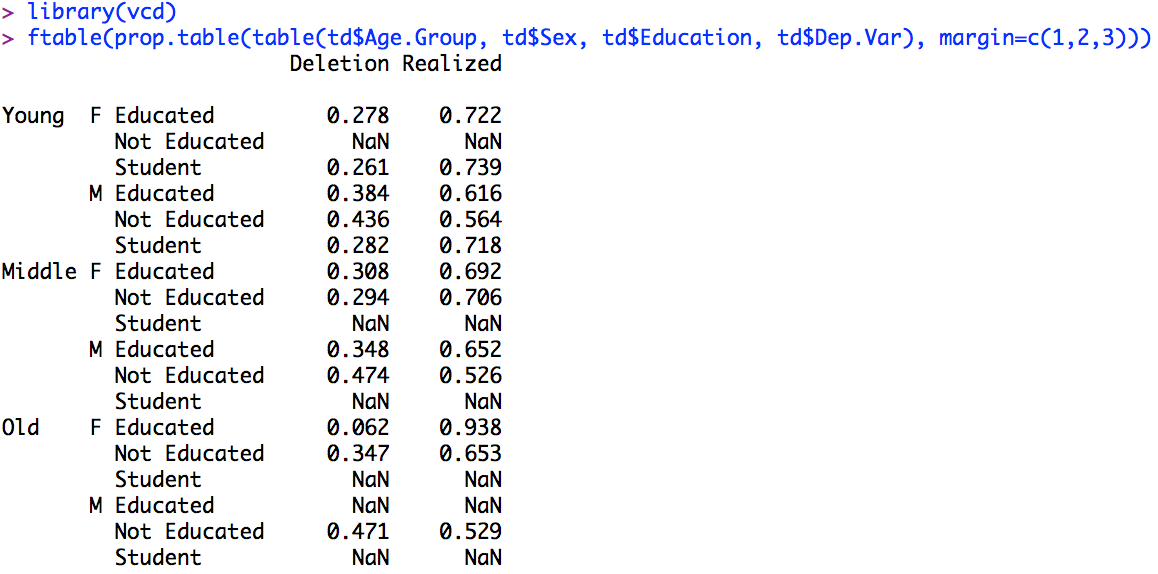 > library(vcd)
> ftable(prop.table(table(td$Age.Group, td$Sex, td$Education, td$Dep.Var), margin=c(1,2,3)))
                       Deletion Realized

Young  F Educated         0.278    0.722
         Not Educated       NaN      NaN
         Student          0.261    0.739
       M Educated         0.384    0.616
         Not Educated     0.436    0.564
         Student          0.282    0.718
Middle F Educated         0.308    0.692
         Not Educated     0.294    0.706
         Student            NaN      NaN
       M Educated         0.348    0.652
         Not Educated     0.474    0.526
         Student            NaN      NaN
Old    F Educated         0.062    0.938
         Not Educated     0.347    0.653
         Student            NaN      NaN
       M Educated           NaN      NaN
         Not Educated     0.471    0.529
         Student            NaN      NaN